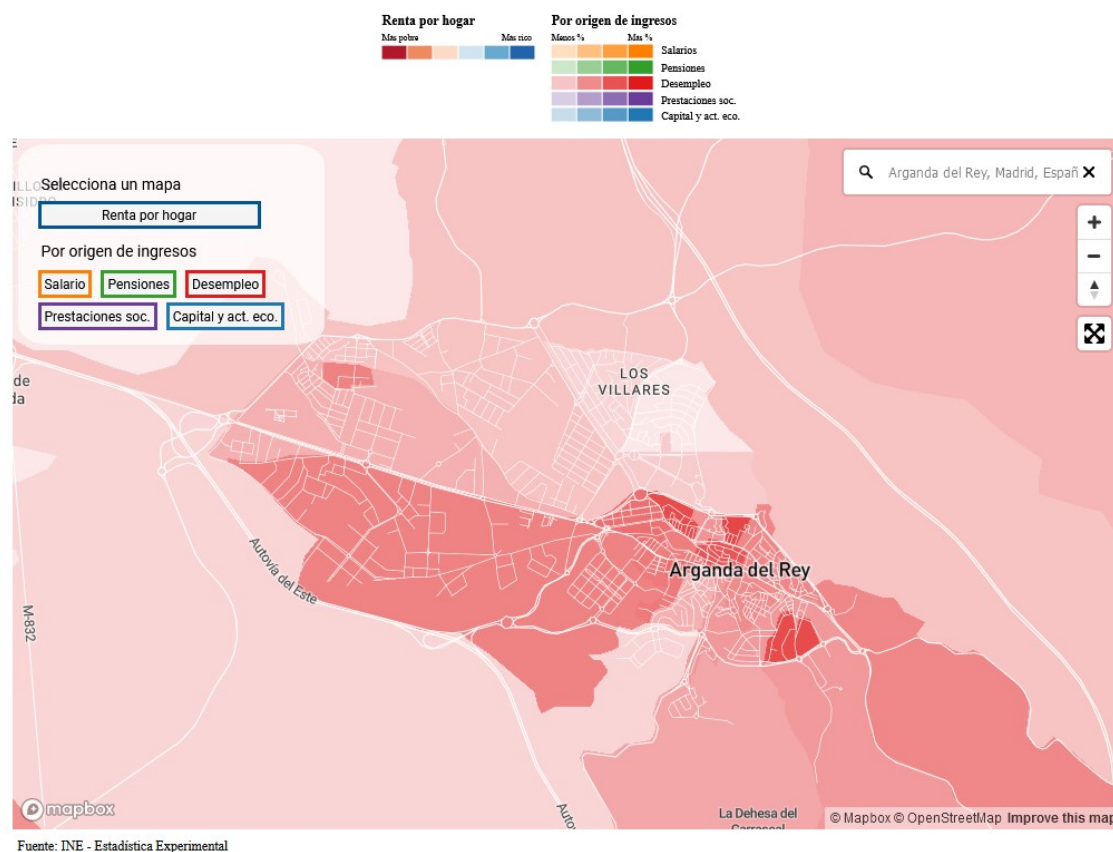 Renta por hogar
Más pobre Más rico
Por origen de ingresos
Menos % Más %
Salarios
Pensiones
Desempleo
Prestaciones soc.
Capital y act. eco.
Selecciona un mapa
Renta por hogar
Por origen de ingresos
Salario Pensiones Desempleo
Prestaciones soc. Capital y act. eco.
Arganda del Rey, Madrid, Españ
LOS
VILLARES
de
da
Autovía del Este
Arganda del Rey
M-832
La Dehesa del
Carrascal
mapbox
© Mapbox © OpenStreetMap Improve this map
Fuente: INE - Estadística Experimental